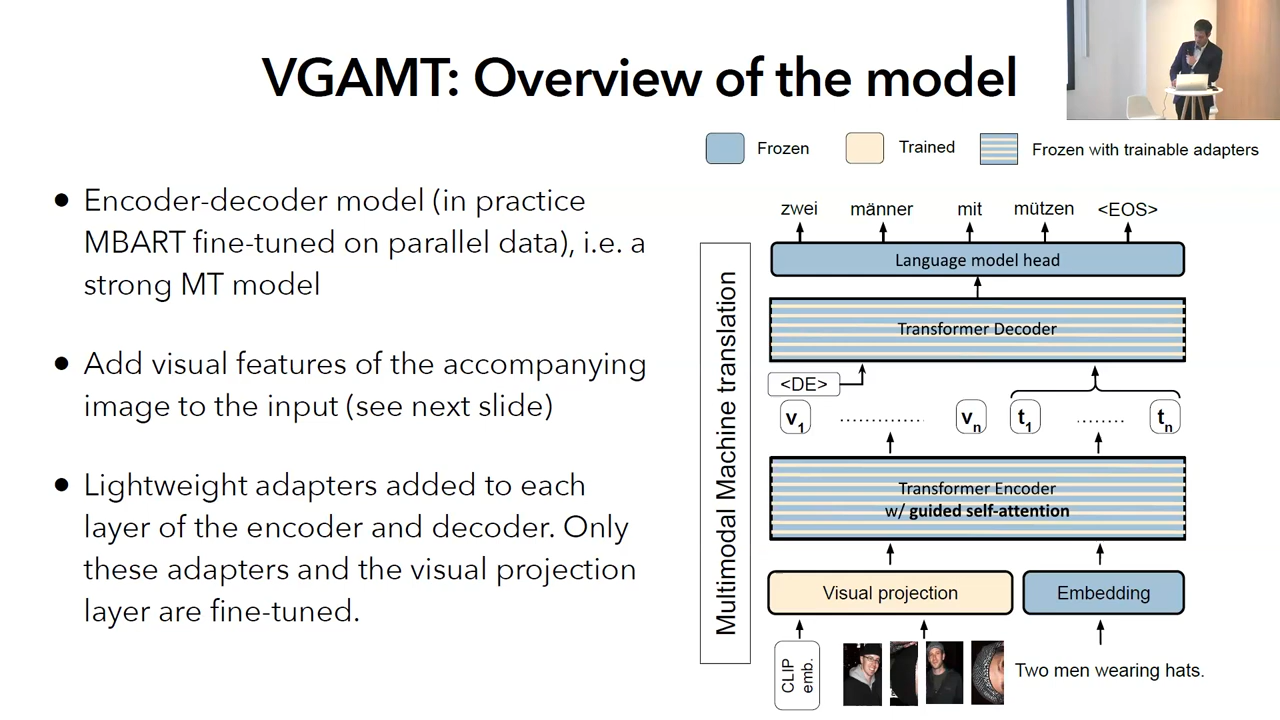 VGAMT: Overview of the model
Frozen
Trained
Frozen with trainable adapters
• Encoder-decoder model (in practice
MBART fine-tuned on parallel data), i.e. a
strong MT model
• Add visual features of the accompanying
image to the input (see next slide)
• Lightweight adapters added to each
layer of the encoder and decoder. Only
these adapters and the visual projection
layer are fine-tuned.
Multimodal Machine translation
zwei männer mit mützen <EOS>
Language model head
Transformer Decoder
<DE>
v1 ............. vn t1 ........ tn
Transformer Encoder
w/ guided self-attention
Visual projection
Embedding
CLIP
emb.
Two men wearing hats.